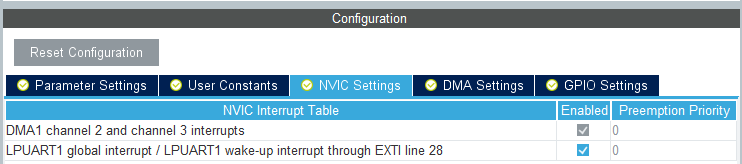 Configuration
Reset Configuration
Parameter Settings User Constants NVIC Settings DMA Settings GPIO Settings
NVIC Interrupt Table Enabled Preemption Priority
DMA1 channel 2 and channel 3 interrupts 0
LPUART1 global interrupt / LPUART1 wake-up interrupt through EXTI line 28 0